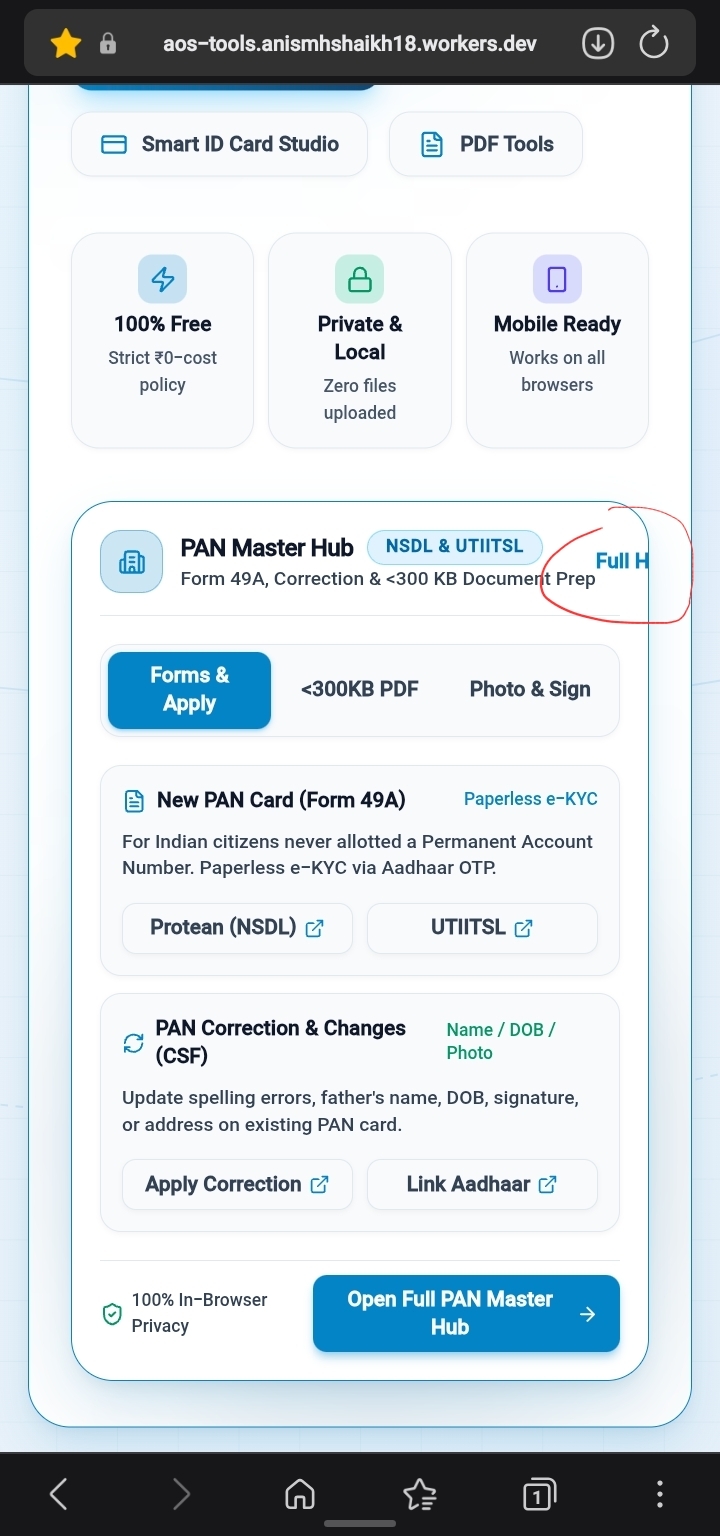 aos-tools.anismhshaikh18.workers.dev
Smart ID Card Studio
PDF Tools
100% Free
Strict ₹0-cost
policy
Private &
Local
Zero files
uploaded
Mobile Ready
Works on all
browsers
PAN Master Hub
NSDL & UTIITSL
Full H
Form 49A, Correction & <300 KB Document Prep
Forms &
Apply
<300KB PDF
Photo & Sign
New PAN Card (Form 49A)
Paperless e-KYC
For Indian citizens never allotted a Permanent Account
Number. Paperless e-KYC via Aadhaar OTP.
Protean (NSDL)
UTIITSL
PAN Correction & Changes
(CSF)
Name / DOB /
Photo
Update spelling errors, father's name, DOB, signature,
or address on existing PAN card.
Apply Correction
Link Aadhaar
100% In-Browser
Privacy
Open Full PAN Master
Hub
1